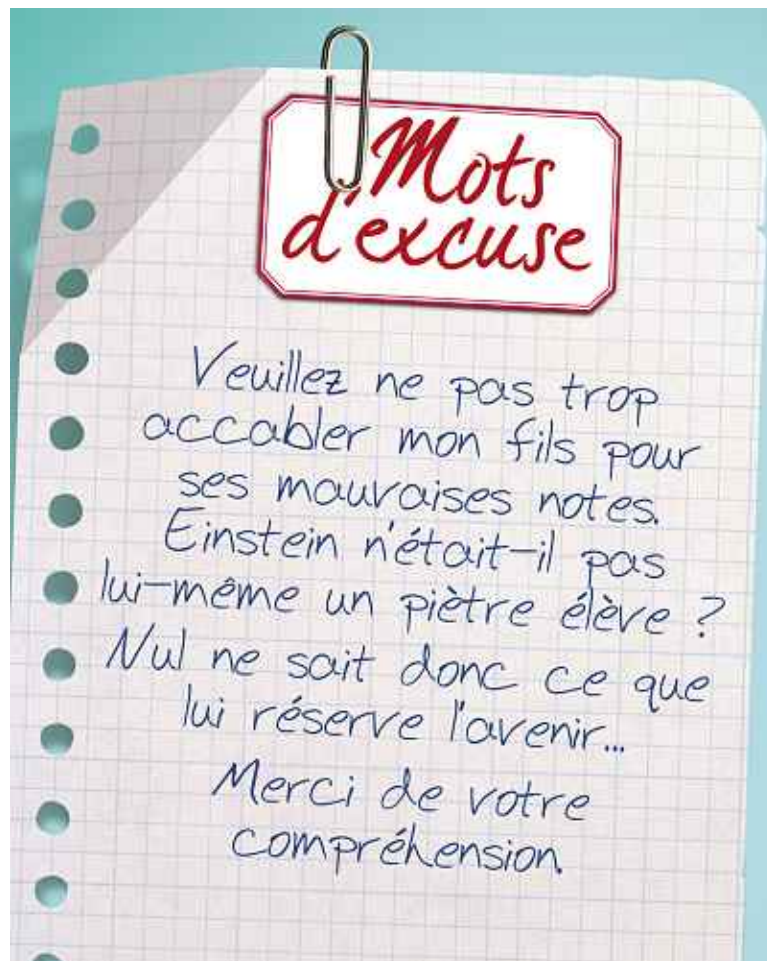 Mots
d'excuse
Veuillez ne pas trop
accabler mon fils pour
ses mauvaises notes.
Einstein n'était-il pas
lui-même un piètre élève ?
Nul ne sait donc ce que
lui réserve l'avenir...
Merci de votre
compréhension.